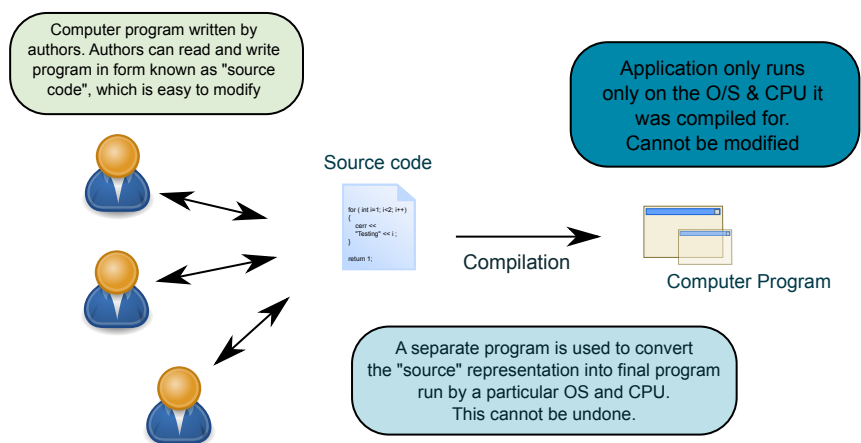 Computer program written by
authors. Authors can read and write
program in form known as "source
code", which is easy to modify
Application only runs
only on the O/S & CPU it
was compiled for.
Cannot be modified
Source code
for ( int i=1; i<2; i++)
{
cerr <<
"Testing" << i ;
}
return 1;
Compilation
Computer Program
A separate program is used to convert
the "source" representation into final program
run by a particular OS and CPU.
This cannot be undone.